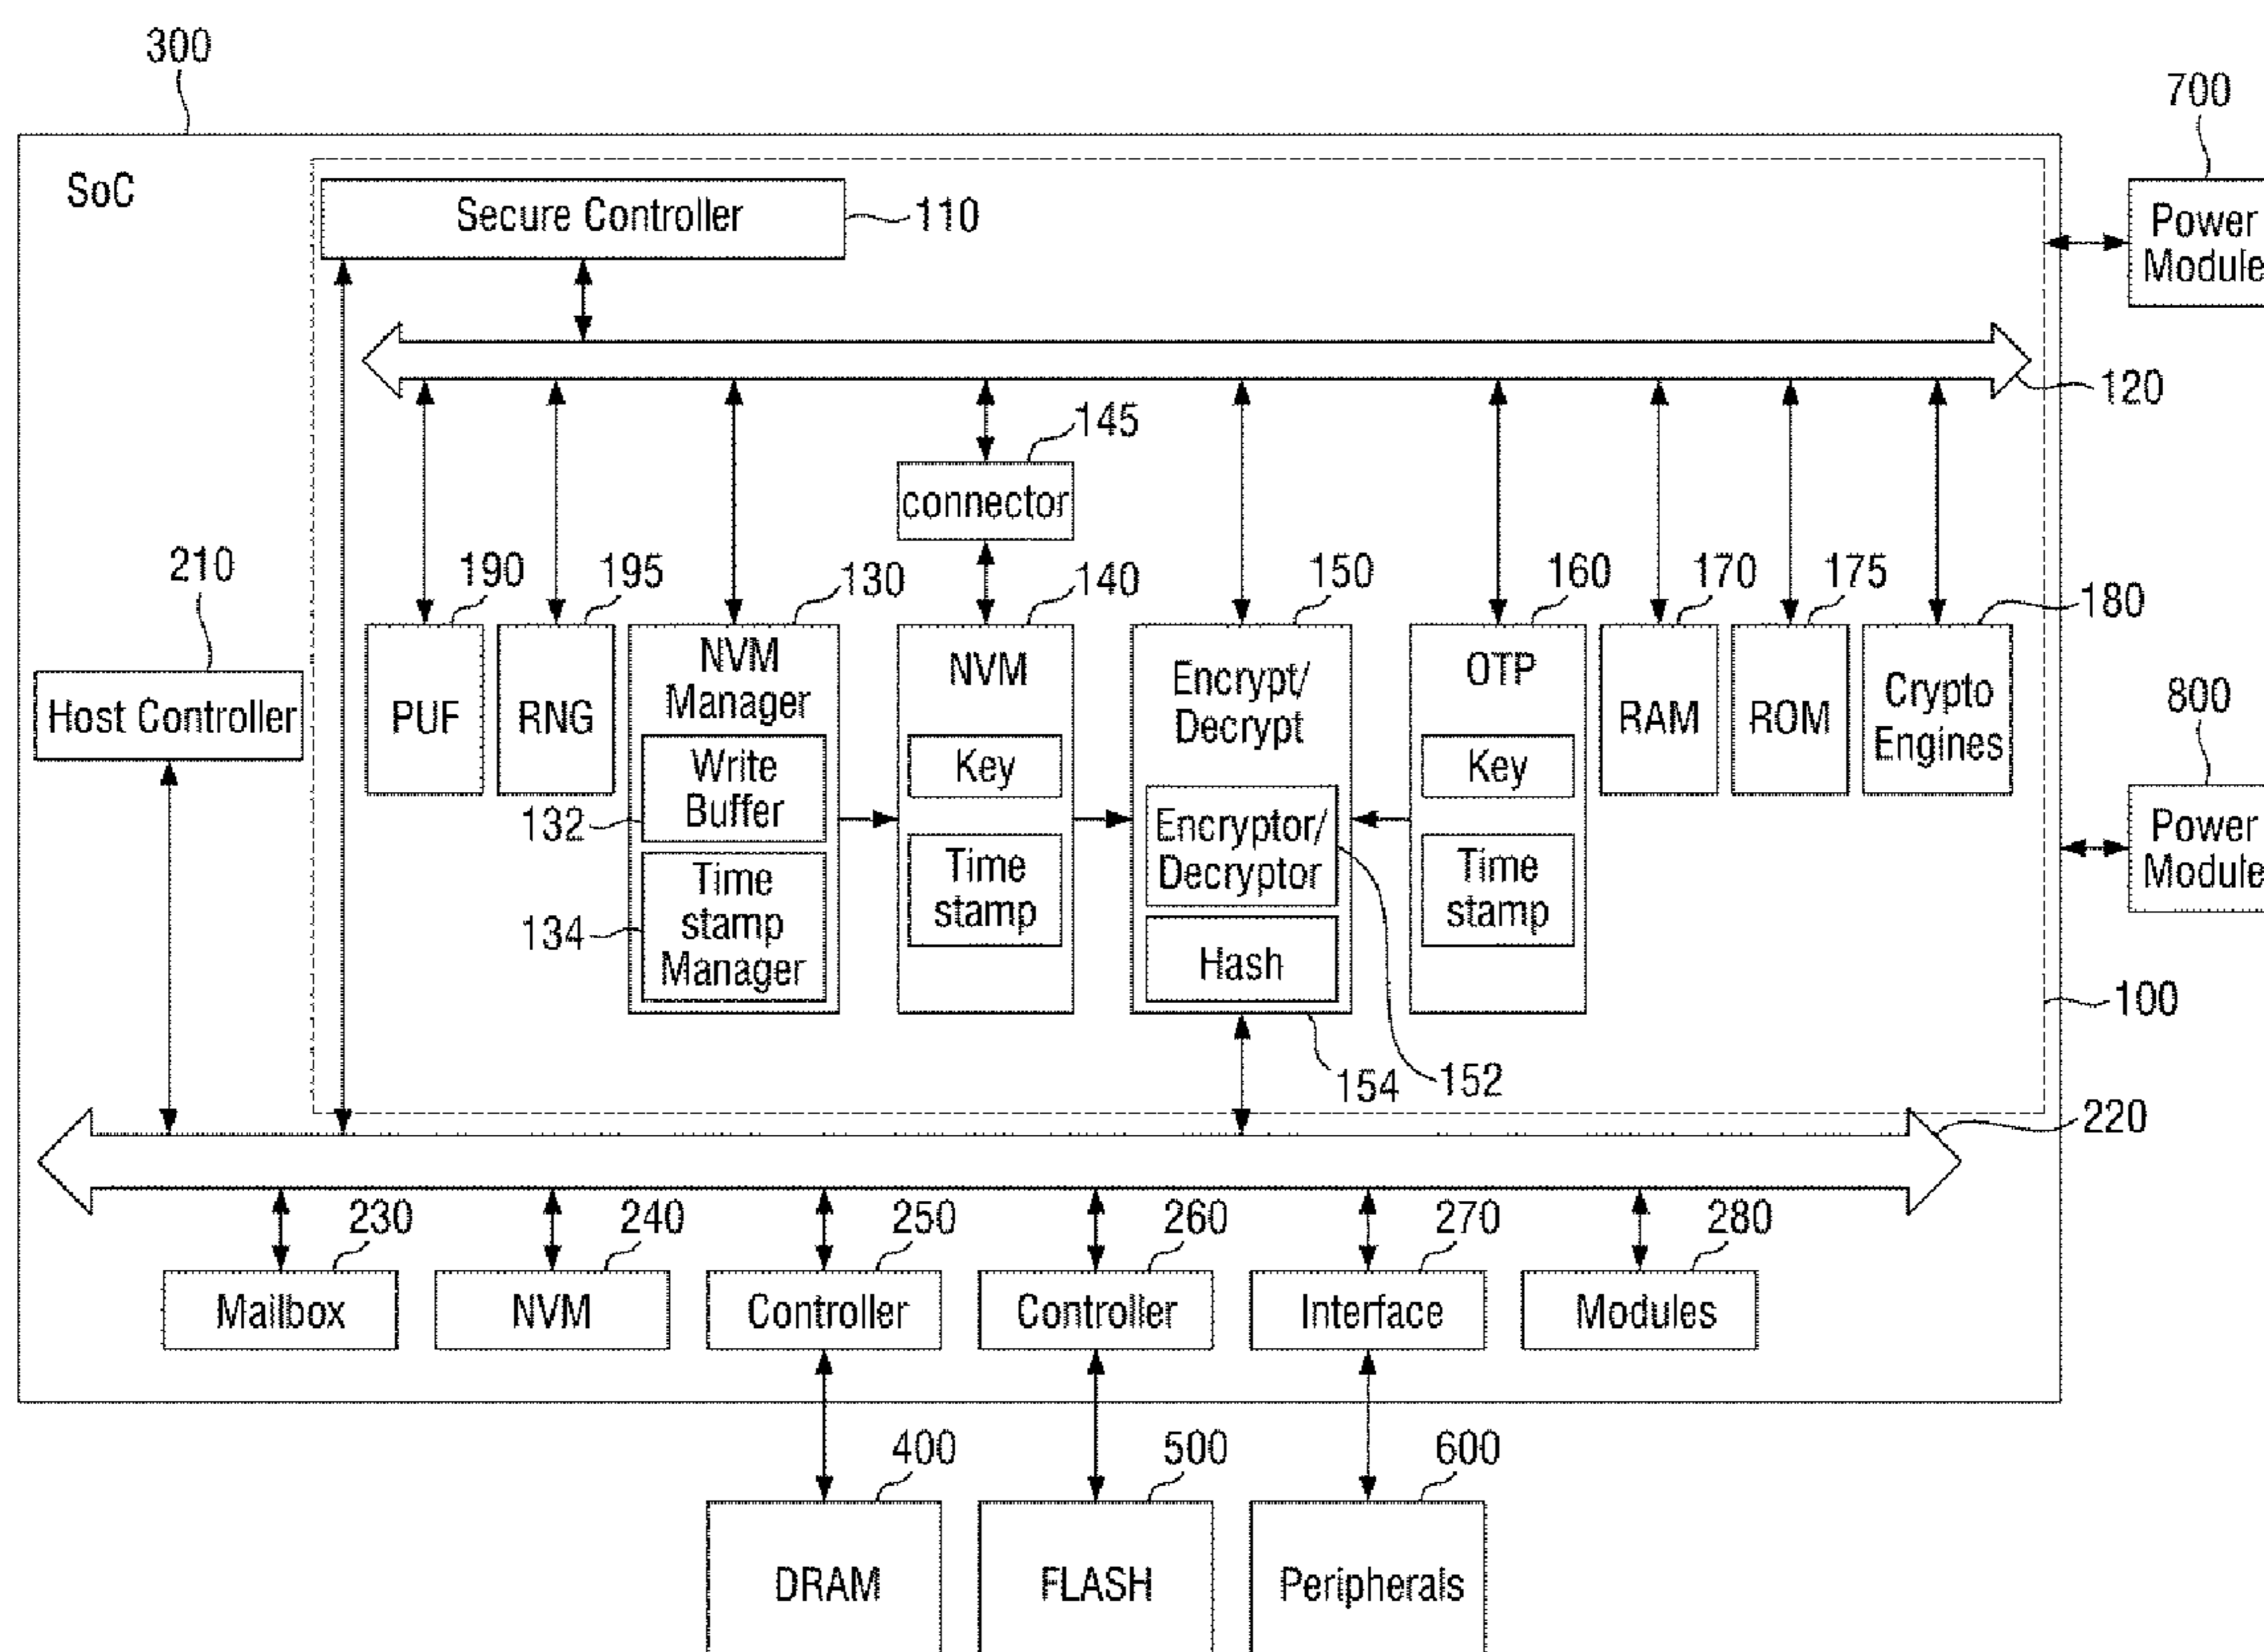 300
700
SoC
Secure Controller
110
Power
Module
120
145
connector
210
190
195
130
140
150
160
170
175
180
Host Controller
PUF
RNG
NVM
Manager
Write
Buffer
132
Time
stamp
Manager
134
NVM
Key
Time
stamp
Encrypt/
Decrypt
Encryptor/
Decryptor
Hash
OTP
Key
Time
stamp
RAM
ROM
Crypto
Engines
800
Power
Module
100
154
152
220
230
240
250
260
270
280
Mailbox
NVM
Controller
Controller
Interface
Modules
400
500
600
DRAM
FLASH
Peripherals